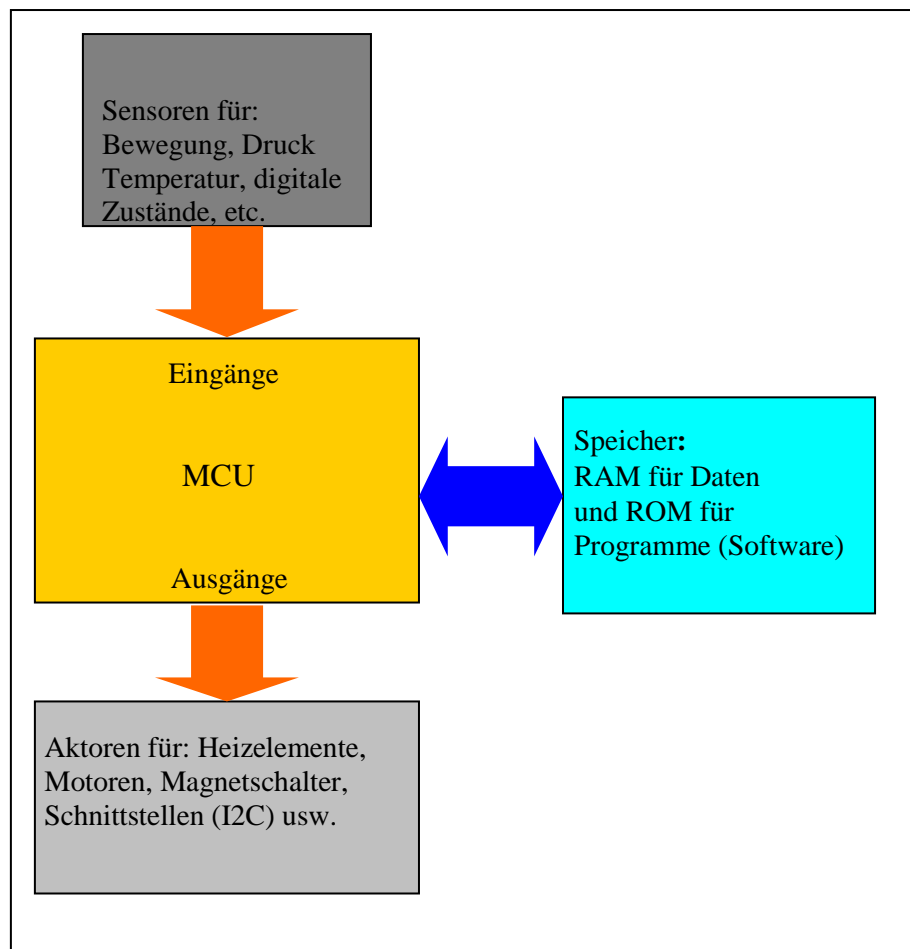 Sensoren für:
Bewegung, Druck
Temperatur, digitale
Zustände, etc.
Eingänge
MCU
Ausgänge
Speicher:
RAM für Daten
und ROM für
Programme (Software)
Aktoren für: Heizelemente,
Motoren, Magnetschalter,
Schnittstellen (I2C) usw.